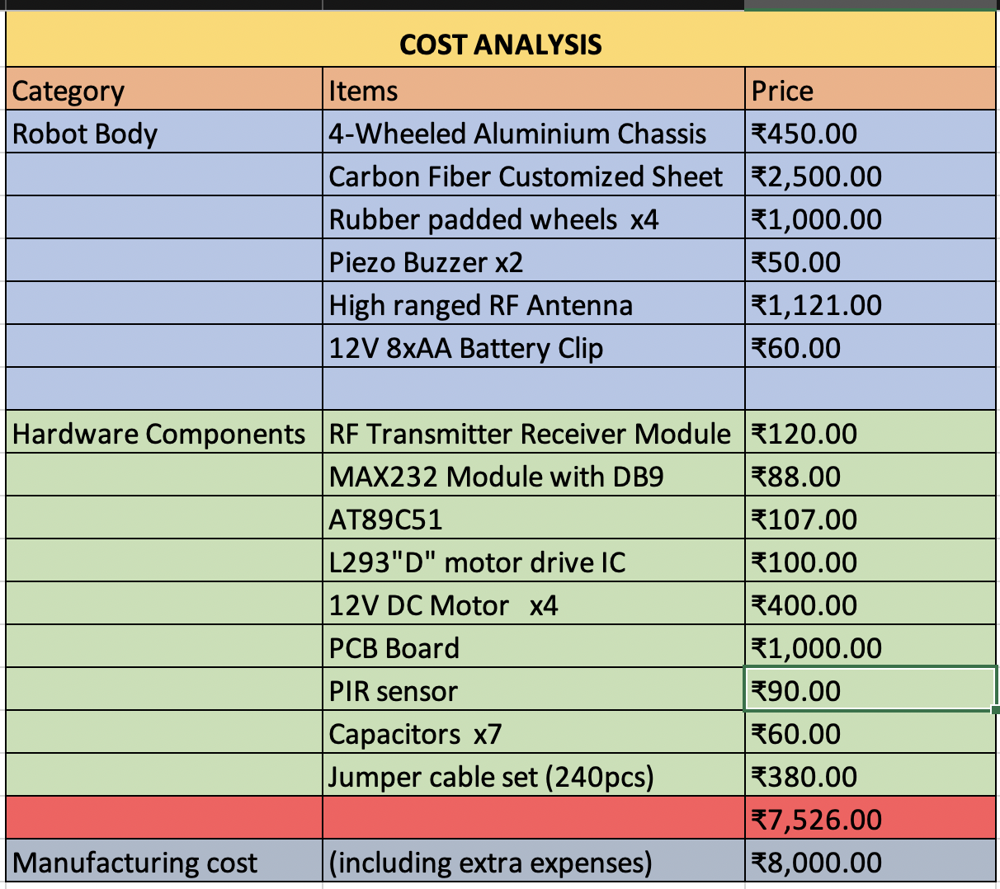 COST ANALYSIS
Category Items Price
Robot Body 4-Wheeled Aluminium Chassis ₹450.00
Carbon Fiber Customized Sheet ₹2,500.00
Rubber padded wheels x4 ₹1,000.00
Piezo Buzzer x2 ₹50.00
High ranged RF Antenna ₹1,121.00
12V 8xAA Battery Clip ₹60.00
Hardware Components RF Transmitter Receiver Module ₹120.00
MAX232 Module with DB9 ₹88.00
AT89C51 ₹107.00
L293"D" motor drive IC ₹100.00
12V DC Motor x4 ₹400.00
PCB Board ₹1,000.00
PIR sensor ₹90.00
Capacitors x7 ₹60.00
Jumper cable set (240pcs) ₹380.00
₹7,526.00
Manufacturing cost (including extra expenses) ₹8,000.00